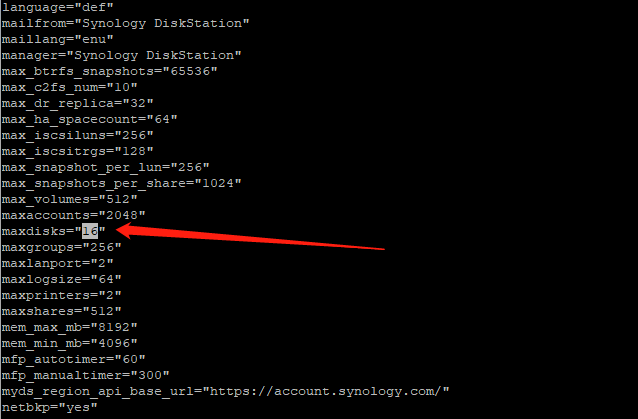 language="def"
mailfrom="Synology DiskStation"
maillang="enu"
manager="Synology DiskStation"
max_btrfs_snapshots="65536"
max_c2fs_num="10"
max_dr_replica="32"
max_ha_spacecount="64"
max_iscsiluns="256"
max_iscsitrgs="128"
max_snapshot_per_lun="256"
max_snapshots_per_share="1024"
max_volumes="512"
maxaccounts="2048"
maxdisks="16"
maxgroups="256"
maxlanport="2"
maxlogsize="64"
maxprinters="2"
maxshares="512"
mem_max_mb="8192"
mem_min_mb="4096"
mfp_autotimer="60"
mfp_manualtimer="300"
myds_region_api_base_url="https://account.synology.com/"
netbkp="yes"